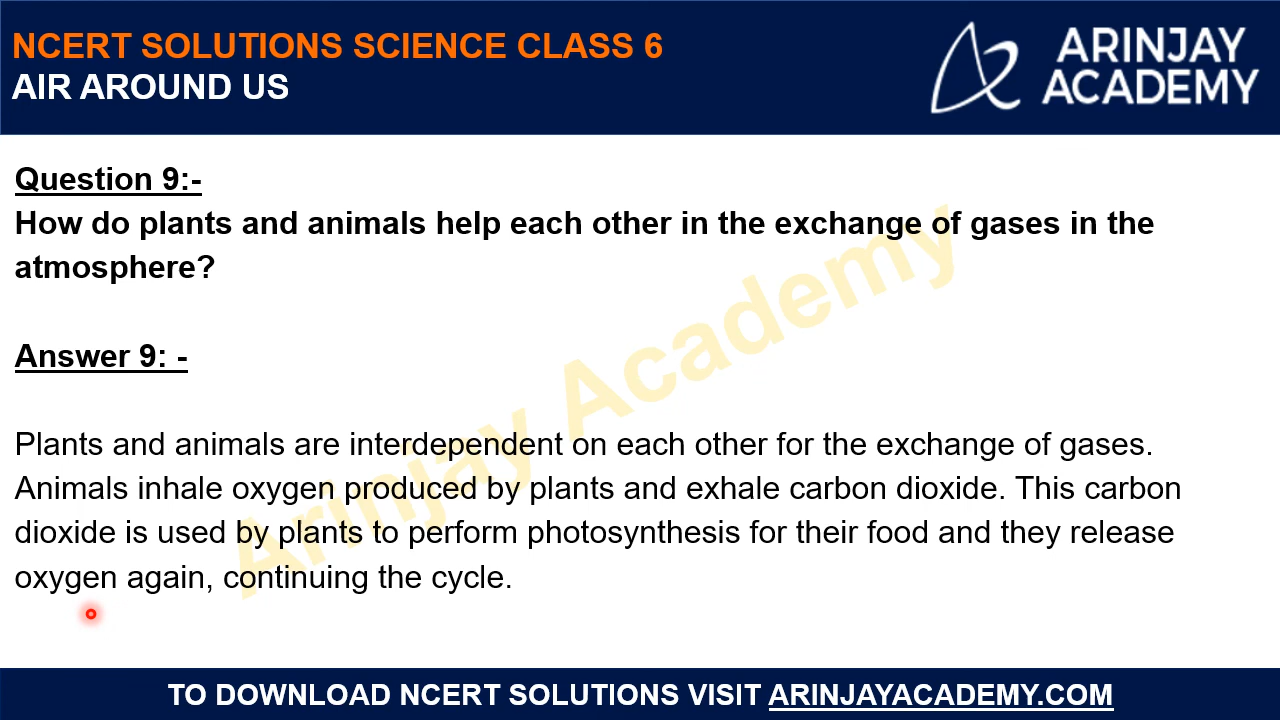 NCERT SOLUTIONS SCIENCE CLASS 6
AIR AROUND US
ARINJAY
ACADEMY
Question 9:-
How do plants and animals help each other in the exchange of gases in the
atmosphere?
Answer 9: -
Plants and animals are interdependent on each other for the exchange of gases.
Animals inhale oxygen produced by plants and exhale carbon dioxide. This carbon
dioxide is used by plants to perform photosynthesis for their food and they release
oxygen again, continuing the cycle.
Arinjay Academy
TO DOWNLOAD NCERT SOLUTIONS VISIT ARINJAYACADEMY.COM